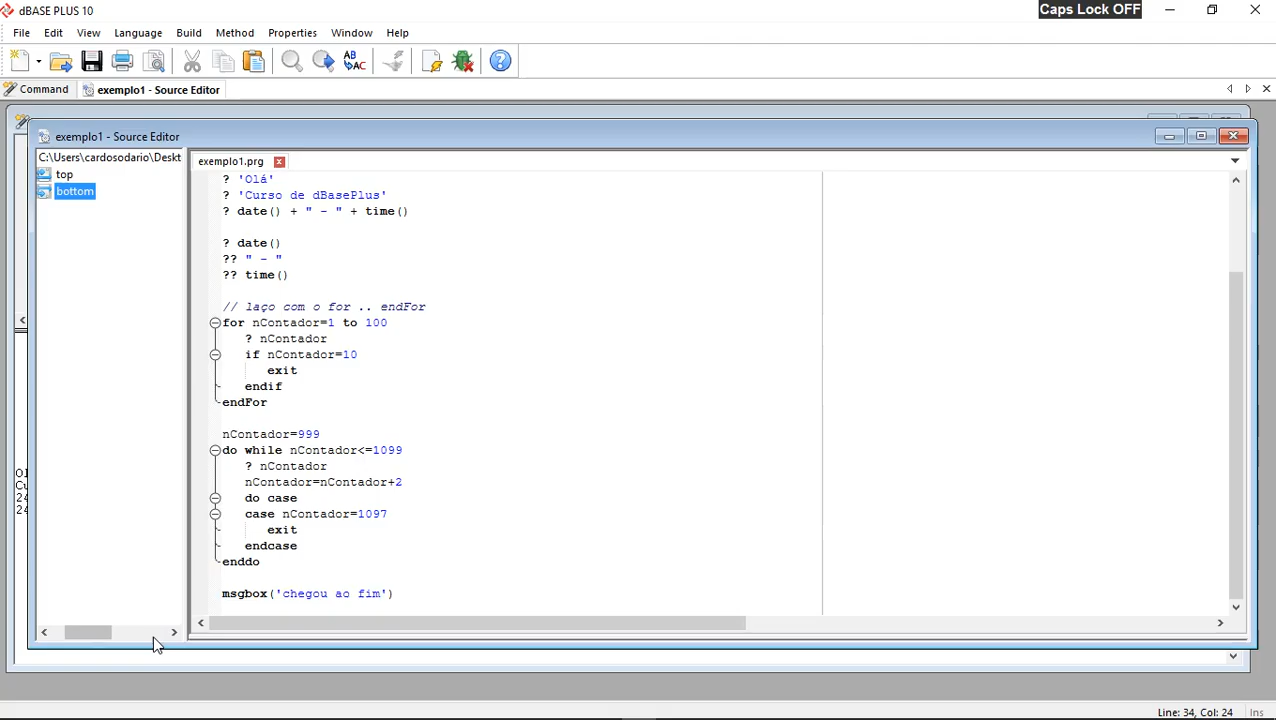 dBASE PLUS 10
Caps Lock OFF
File Edit View Language Build Method Properties Window Help
AB
AC
Command
exemplo1 - Source Editor
exemplo1 - Source Editor
C:\Users\cardosodario\Deskt
top
bottom
exemplo1.prg
? 'Olá'
? 'Curso de dBasePlus'
? date() + " - " + time()
? date()
?? " - "
?? time()
// laço com o for .. endFor
for nContador=1 to 100
? nContador
if nContador=10
exit
endif
endFor
nContador=999
do while nContador<=1099
? nContador
nContador=nContador+2
do case
case nContador=1097
exit
endcase
enddo
msgbox('chegou ao fim')
Line: 34, Col: 24
Ins